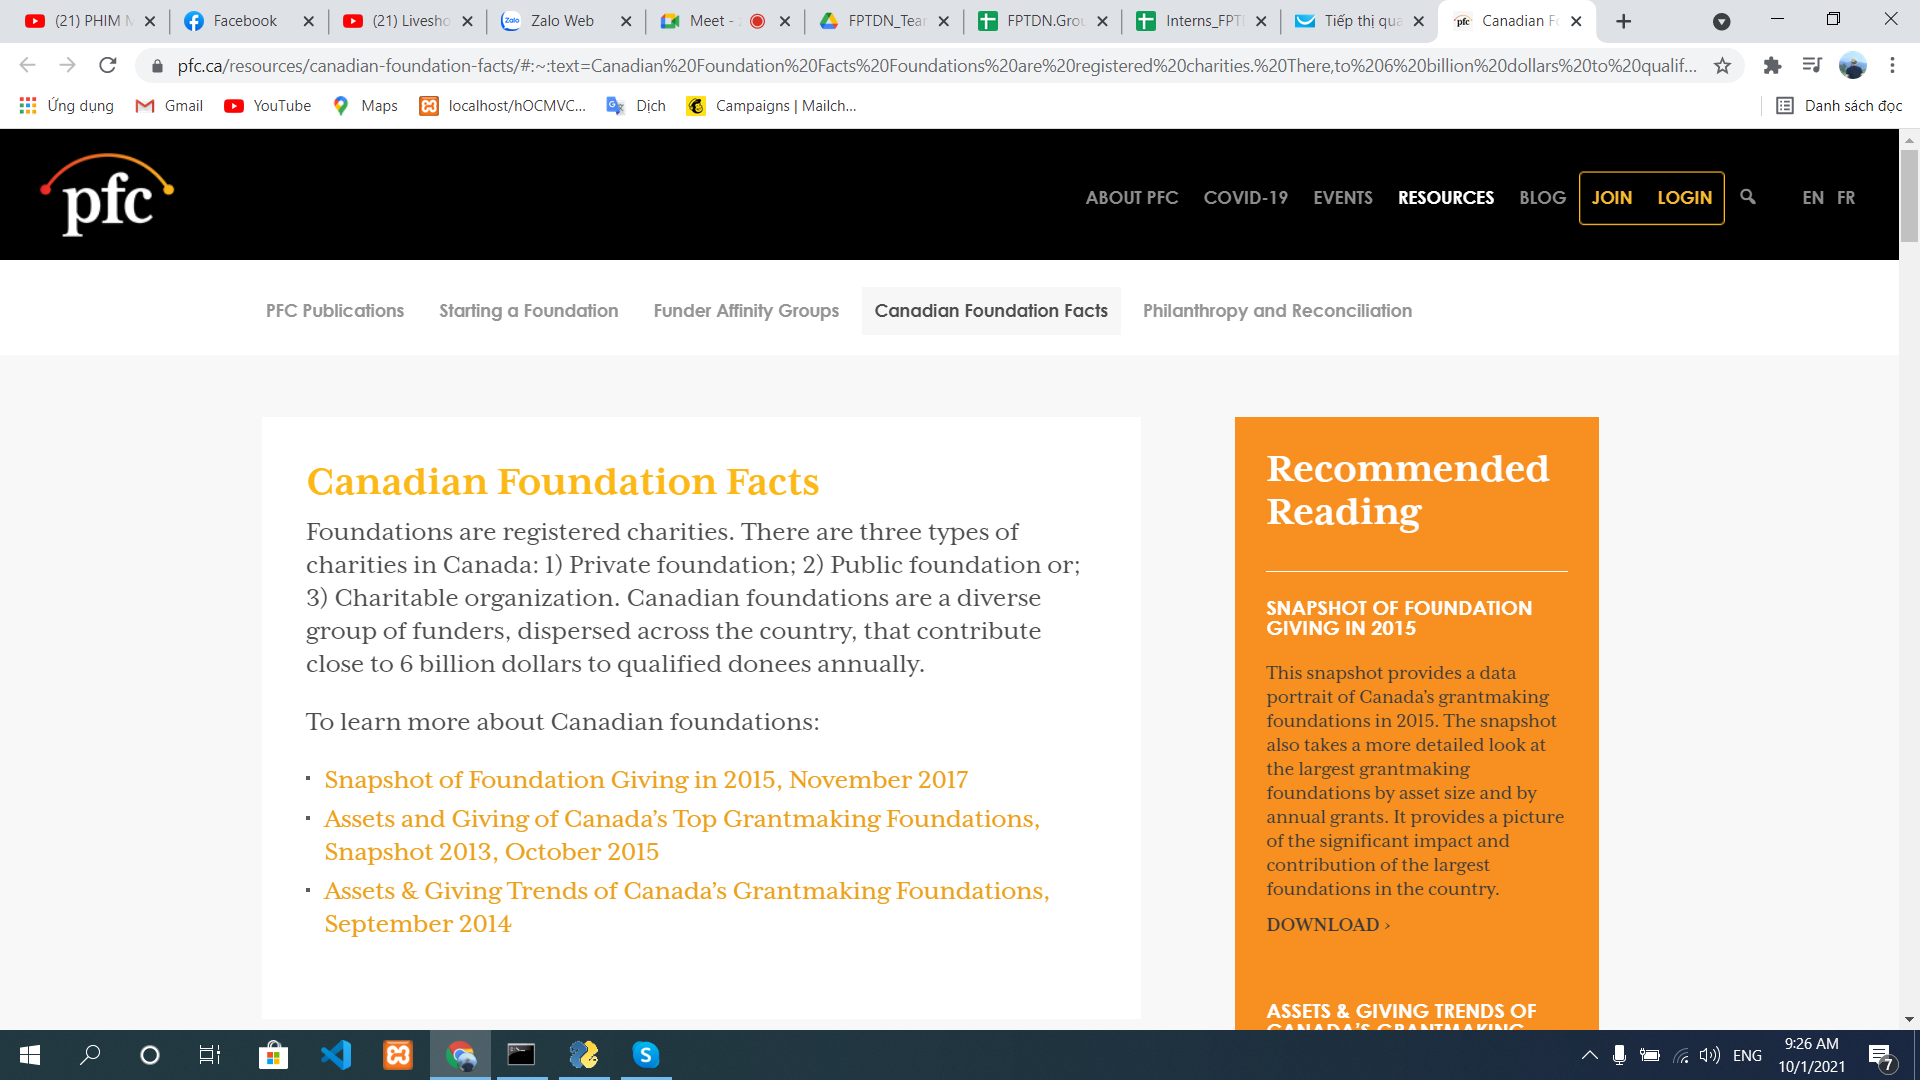 (21) PHIM
Facebook
(21) Livesho
Zalo Web
Meet -
FPTDN_Tear
FPTDN.Grou
Interns_FPT
Tiếp thị qua
Canadian Fo
pfc.ca/resources/canadian-foundation-facts/#:~:text=Canadian%20Foundation%20Facts%20Foundations%20are%20registered%20charities.%20There,to%206%20billion%20dollars%20to%20qualif...
Ứng dụng
Gmail
YouTube
Maps
localhost/hOCMVC...
Dịch
Campaigns | Mailch...
Danh sách đọc
pfc
ABOUT PFC COVID-19 EVENTS RESOURCES BLOG JOIN LOGIN EN FR
PFC Publications Starting a Foundation Funder Affinity Groups Canadian Foundation Facts Philanthropy and Reconciliation
Canadian Foundation Facts
Foundations are registered charities. There are three types of
charities in Canada: 1) Private foundation; 2) Public foundation or;
3) Charitable organization. Canadian foundations are a diverse
group of funders, dispersed across the country, that contribute
close to 6 billion dollars to qualified donees annually.
To learn more about Canadian foundations:
Snapshot of Foundation Giving in 2015, November 2017
Assets and Giving of Canada’s Top Grantmaking Foundations,
Snapshot 2013, October 2015
Assets & Giving Trends of Canada’s Grantmaking Foundations,
September 2014
Recommended
Reading
SNAPSHOT OF FOUNDATION
GIVING IN 2015
This snapshot provides a data
portrait of Canada’s grantmaking
foundations in 2015. The snapshot
also takes a more detailed look at
the largest grantmaking
foundations by asset size and by
annual grants. It provides a picture
of the significant impact and
contribution of the largest
foundations in the country.
DOWNLOAD ›
ASSETS & GIVING TRENDS OF
CANADA’S GRANTMAKING
ENG
9:26 AM
10/1/2021
7